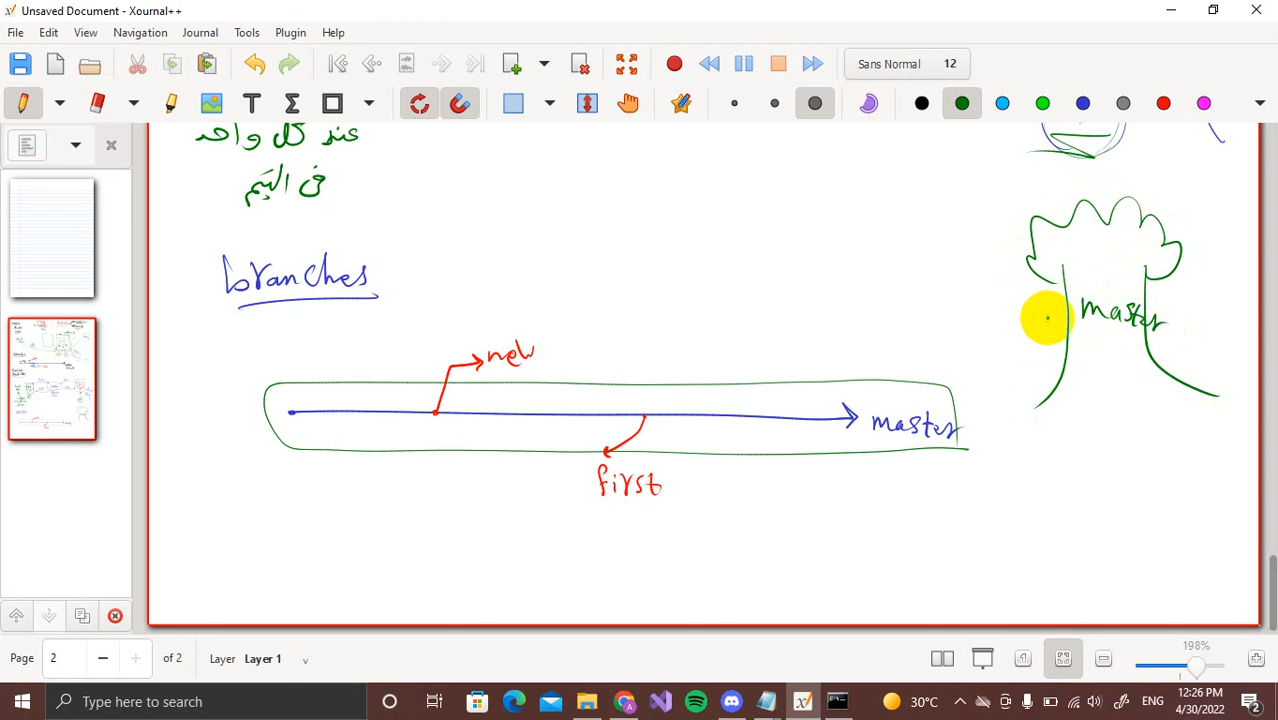 Unsaved Document - Xournal++
File Edit View Navigation Journal Tools Plugin Help
Sans Normal 12
عند كل واحد
في التيم
branches
master
new
master
first
Page 2 of 2 Layer Layer 1 198%
Type here to search
30°C ENG 12:26 PM
4/30/2022
2